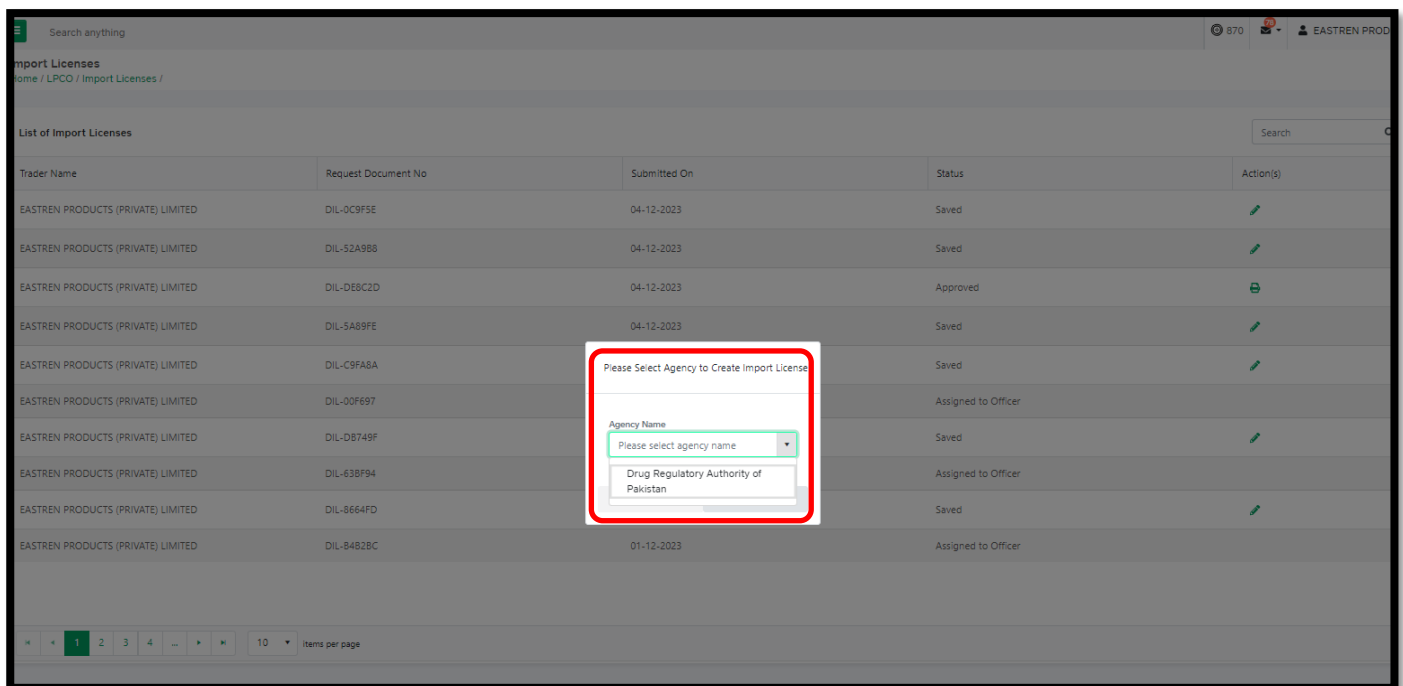 Search anything
870
78
EASTREN PROD
mport Licenses
Home / LPCO / Import Licenses /
List of Import Licenses
Search
Trader Name Request Document No Submitted On Status Action(s)
EASTREN PRODUCTS (PRIVATE) LIMITED DIL-0C9F5E 04-12-2023 Saved
EASTREN PRODUCTS (PRIVATE) LIMITED DIL-52A9B8 04-12-2023 Saved
EASTREN PRODUCTS (PRIVATE) LIMITED DIL-DE8C2D 04-12-2023 Approved
EASTREN PRODUCTS (PRIVATE) LIMITED DIL-5A89FE 04-12-2023 Saved
EASTREN PRODUCTS (PRIVATE) LIMITED DIL-C9FA8A Saved
EASTREN PRODUCTS (PRIVATE) LIMITED DIL-00F697 Assigned to Officer
EASTREN PRODUCTS (PRIVATE) LIMITED DIL-DB749F Saved
EASTREN PRODUCTS (PRIVATE) LIMITED DIL-63BF94 Assigned to Officer
EASTREN PRODUCTS (PRIVATE) LIMITED DIL-8664FD Saved
EASTREN PRODUCTS (PRIVATE) LIMITED DIL-B4B2BC 01-12-2023 Assigned to Officer
Please Select Agency to Create Import License
Agency Name
Please select agency name
Drug Regulatory Authority of
Pakistan
1 2 3 4 ... 10 items per page